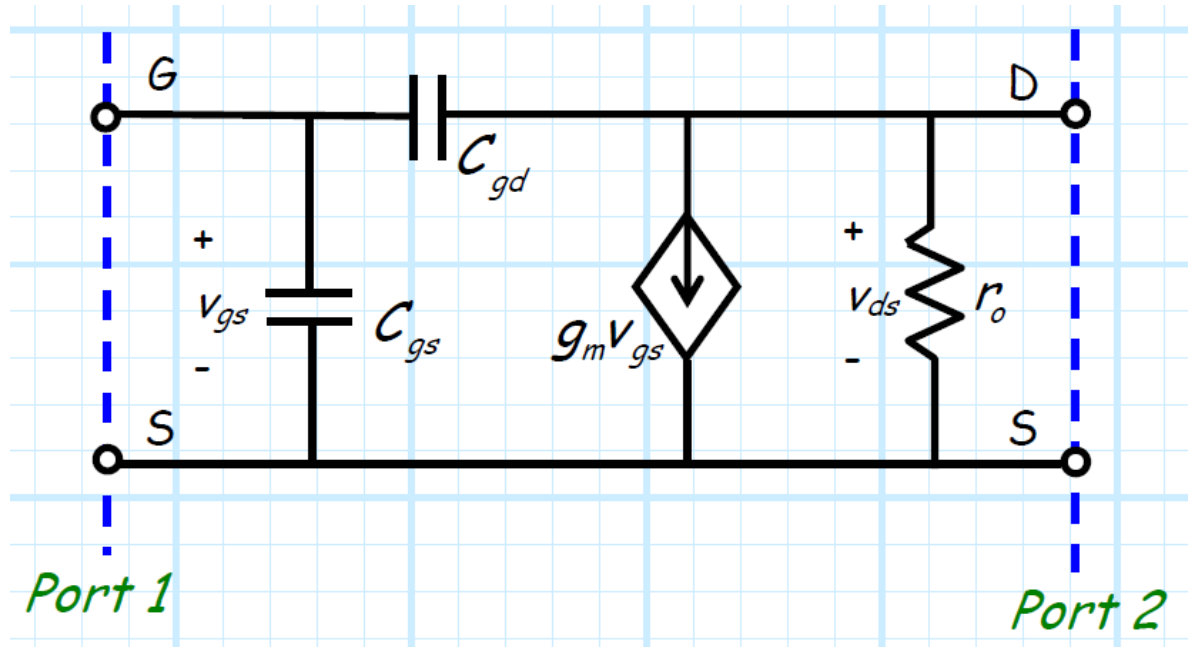 G
D
C_gd
+
v_gs
-
C_gs
g_m v_gs
+
v_ds
-
r_o
S
S
Port 1
Port 2